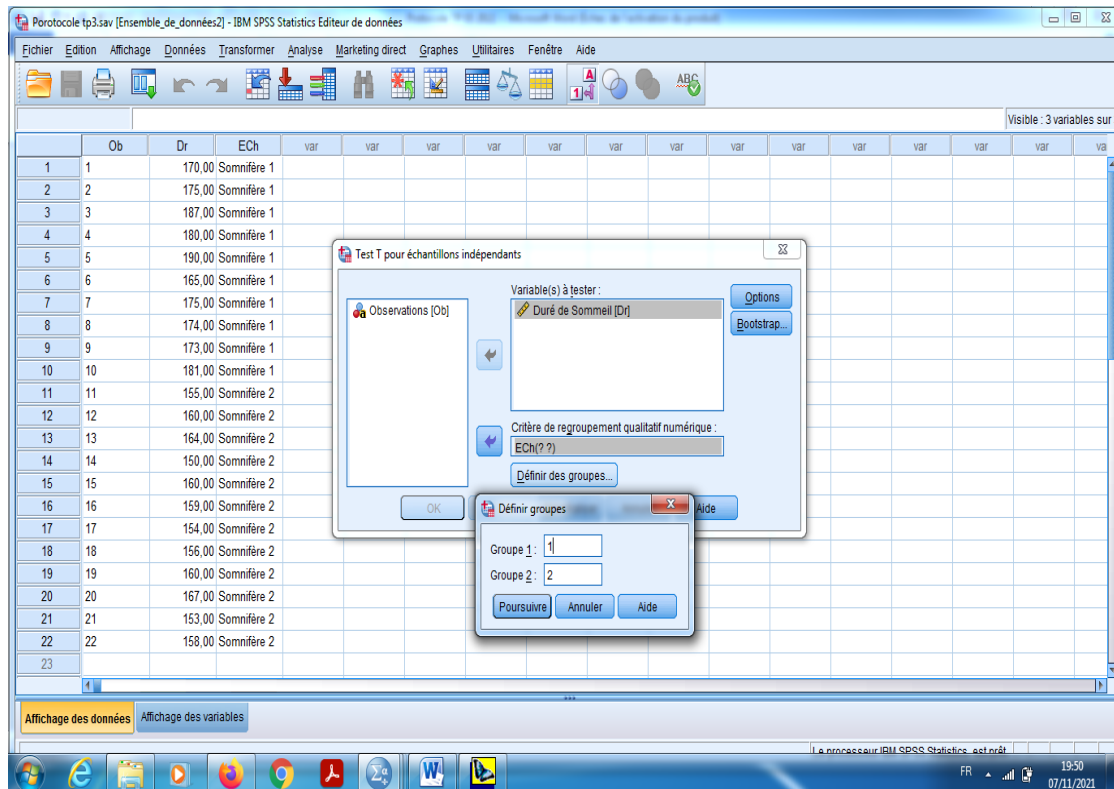 Porotocole tp3.sav [Ensemble_de_données2] - IBM SPSS Statistics Editeur de données
Fichier Edition Affichage Données Transformer Analyse Marketing direct Graphes Utilitaires Fenêtre Aide
Visible : 3 variables sur
Ob Dr ECh var var var var var var var var var var var var var va
1 1 170,00 Somnifère 1
2 2 175,00 Somnifère 1
3 3 187,00 Somnifère 1
4 4 180,00 Somnifère 1
5 5 190,00 Somnifère 1
6 6 165,00 Somnifère 1
7 7 175,00 Somnifère 1
8 8 174,00 Somnifère 1
9 9 173,00 Somnifère 1
10 10 181,00 Somnifère 1
11 11 155,00 Somnifère 2
12 12 160,00 Somnifère 2
13 13 164,00 Somnifère 2
14 14 150,00 Somnifère 2
15 15 160,00 Somnifère 2
16 16 159,00 Somnifère 2
17 17 154,00 Somnifère 2
18 18 156,00 Somnifère 2
19 19 160,00 Somnifère 2
20 20 167,00 Somnifère 2
21 21 153,00 Somnifère 2
22 22 158,00 Somnifère 2
23
Test T pour échantillons indépendants
Observations [Ob]
Variable(s) à tester :
Duré de Sommeil [Dr]
Options
Bootstrap...
Critère de regroupement qualitatif numérique :
ECh(? ?)
Définir des groupes...
OK
Aide
Définir groupes
Groupe 1 : 1
Groupe 2 : 2
Poursuivre Annuler Aide
Affichage des données Affichage des variables
Le processeur IBM SPSS Statistics est prêt
FR 19:50
07/11/2021